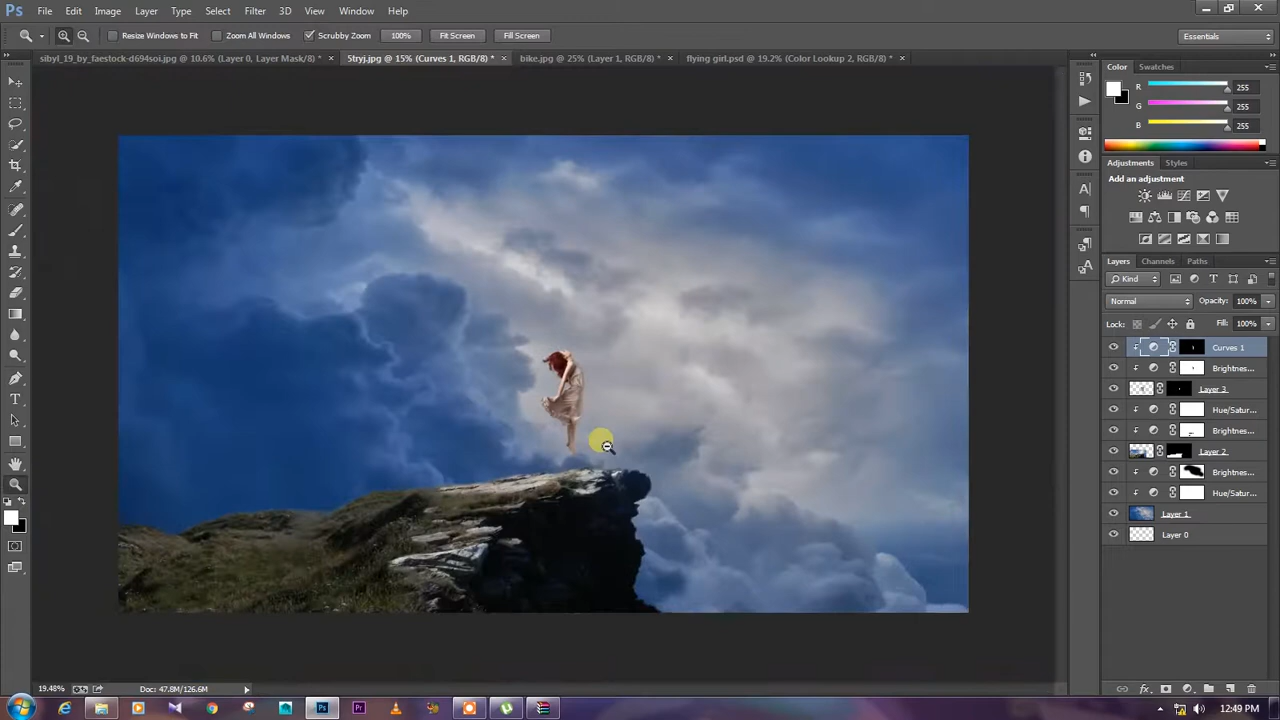 Ps File Edit Image Layer Type Select Filter 3D View Window Help
Resize Windows to Fit Zoom All Windows Scrubby Zoom 100% Fit Screen Fill Screen Essentials
sibyl_19_by_faestock-d694soi.jpg @ 10.6% (Layer 0, Layer Mask/8) * × 5tryj.jpg @ 15% (Curves 1, RGB/8) * × bike.jpg @ 25% (Layer 1, RGB/8) * × flying girl.psd @ 19.2% (Color Lookup 2, RGB/8) * ×
Color Swatches
R 255
G 255
B 255
Adjustments Styles
Add an adjustment
Layers Channels Paths
Kind
Normal Opacity: 100%
Lock: Fill: 100%
Curves 1
Brightnes...
Layer 3
Hue/Satur...
Brightnes...
Layer 2
Brightnes...
Hue/Satur...
Layer 1
Layer 0
19.48% Doc: 47.8M/126.6M
12:49 PM